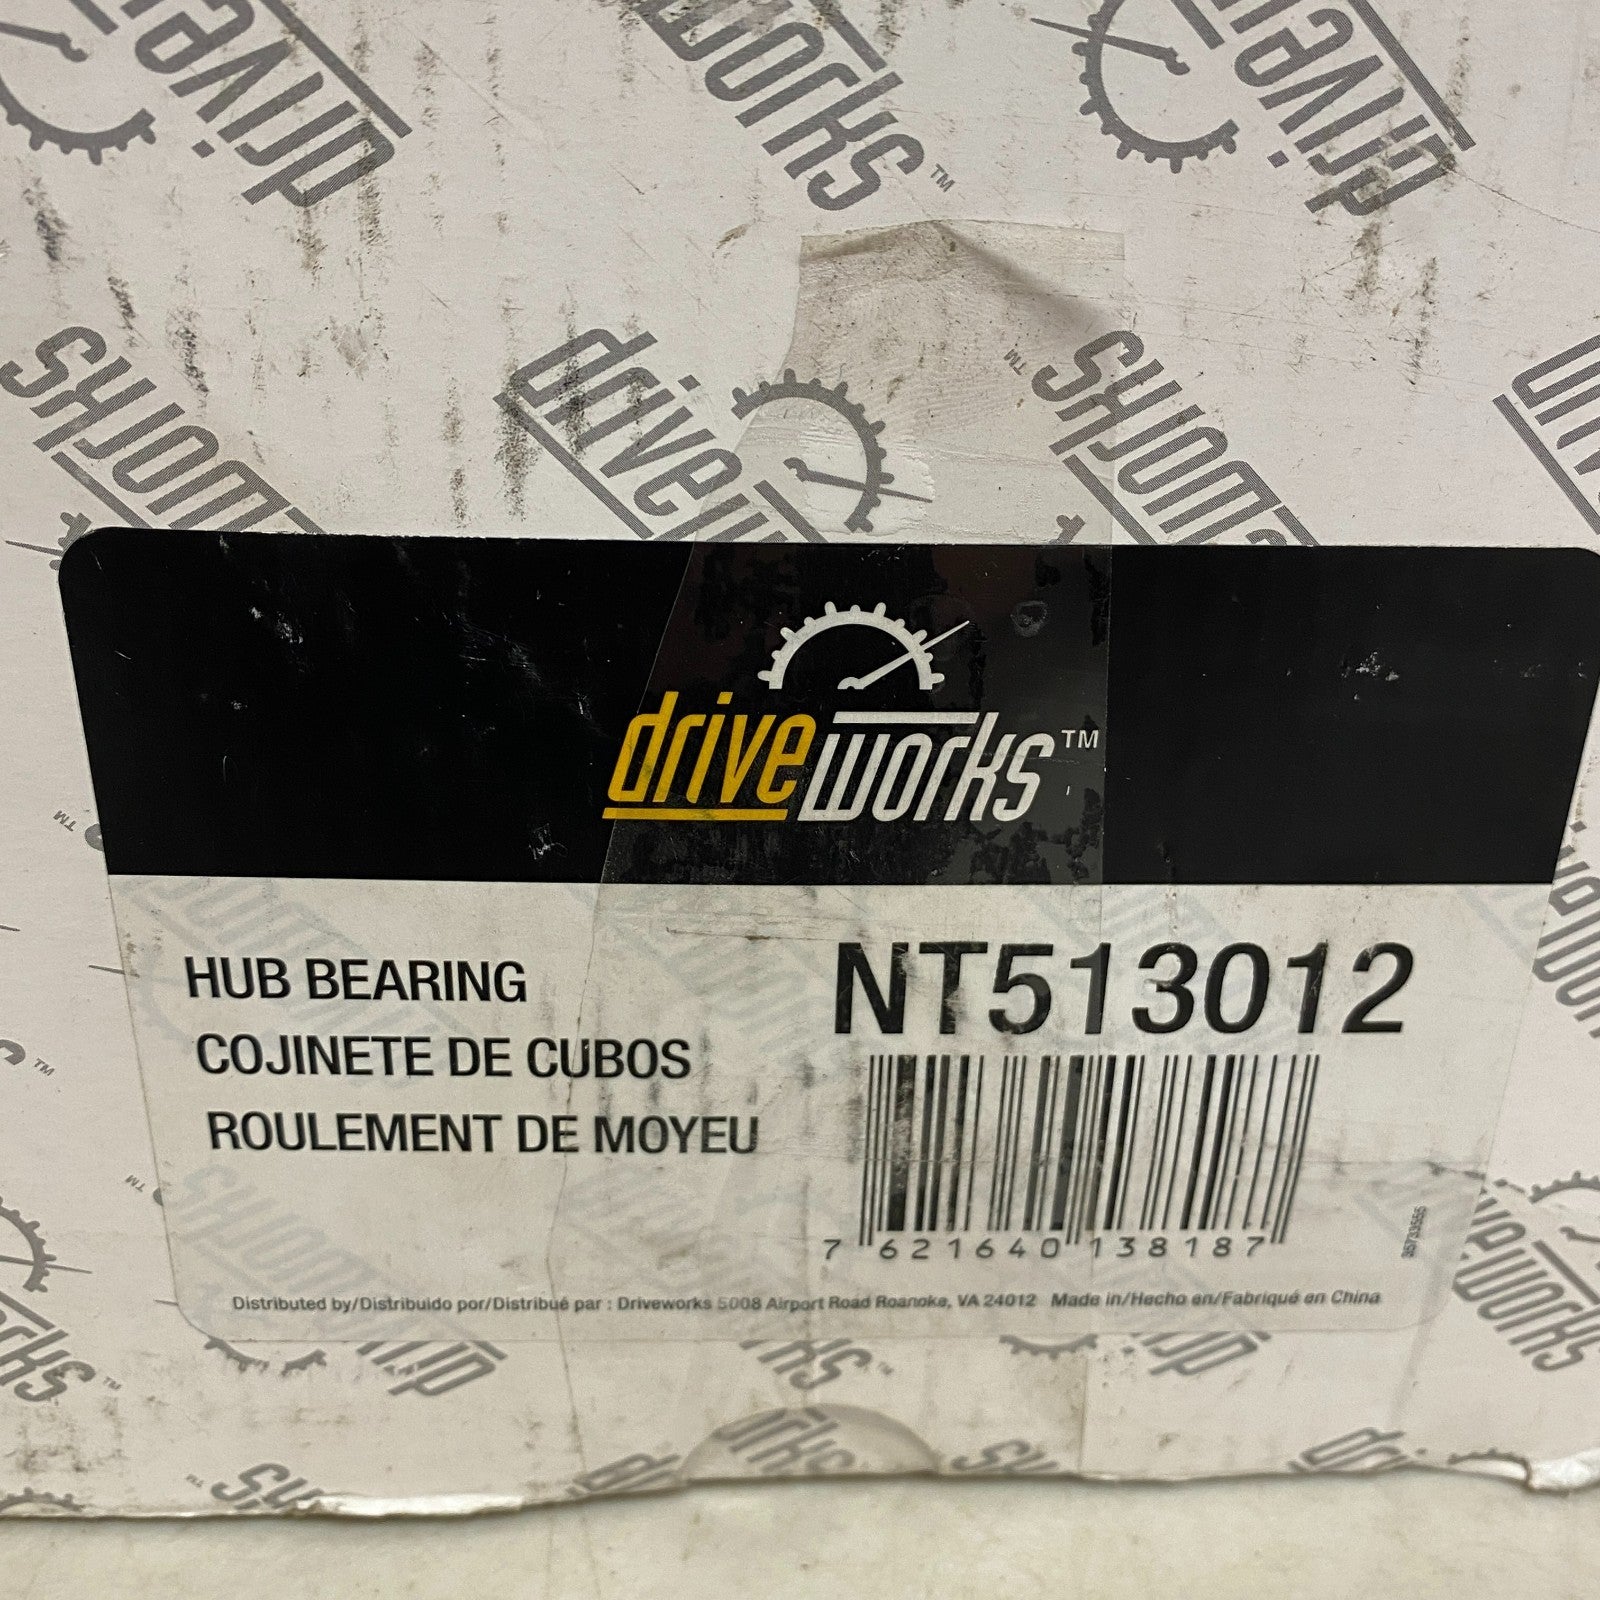 driveworks™
HUB BEARING
COJINETE DE CUBOS
ROULEMENT DE MOYEU
NT513012
7 621640 138187
35733555
Distributed by/Distribuido por/Distribué par : Driveworks 5008 Airport Road Roanoke, VA 24012 Made in/Hecho en/Fabriqué en China